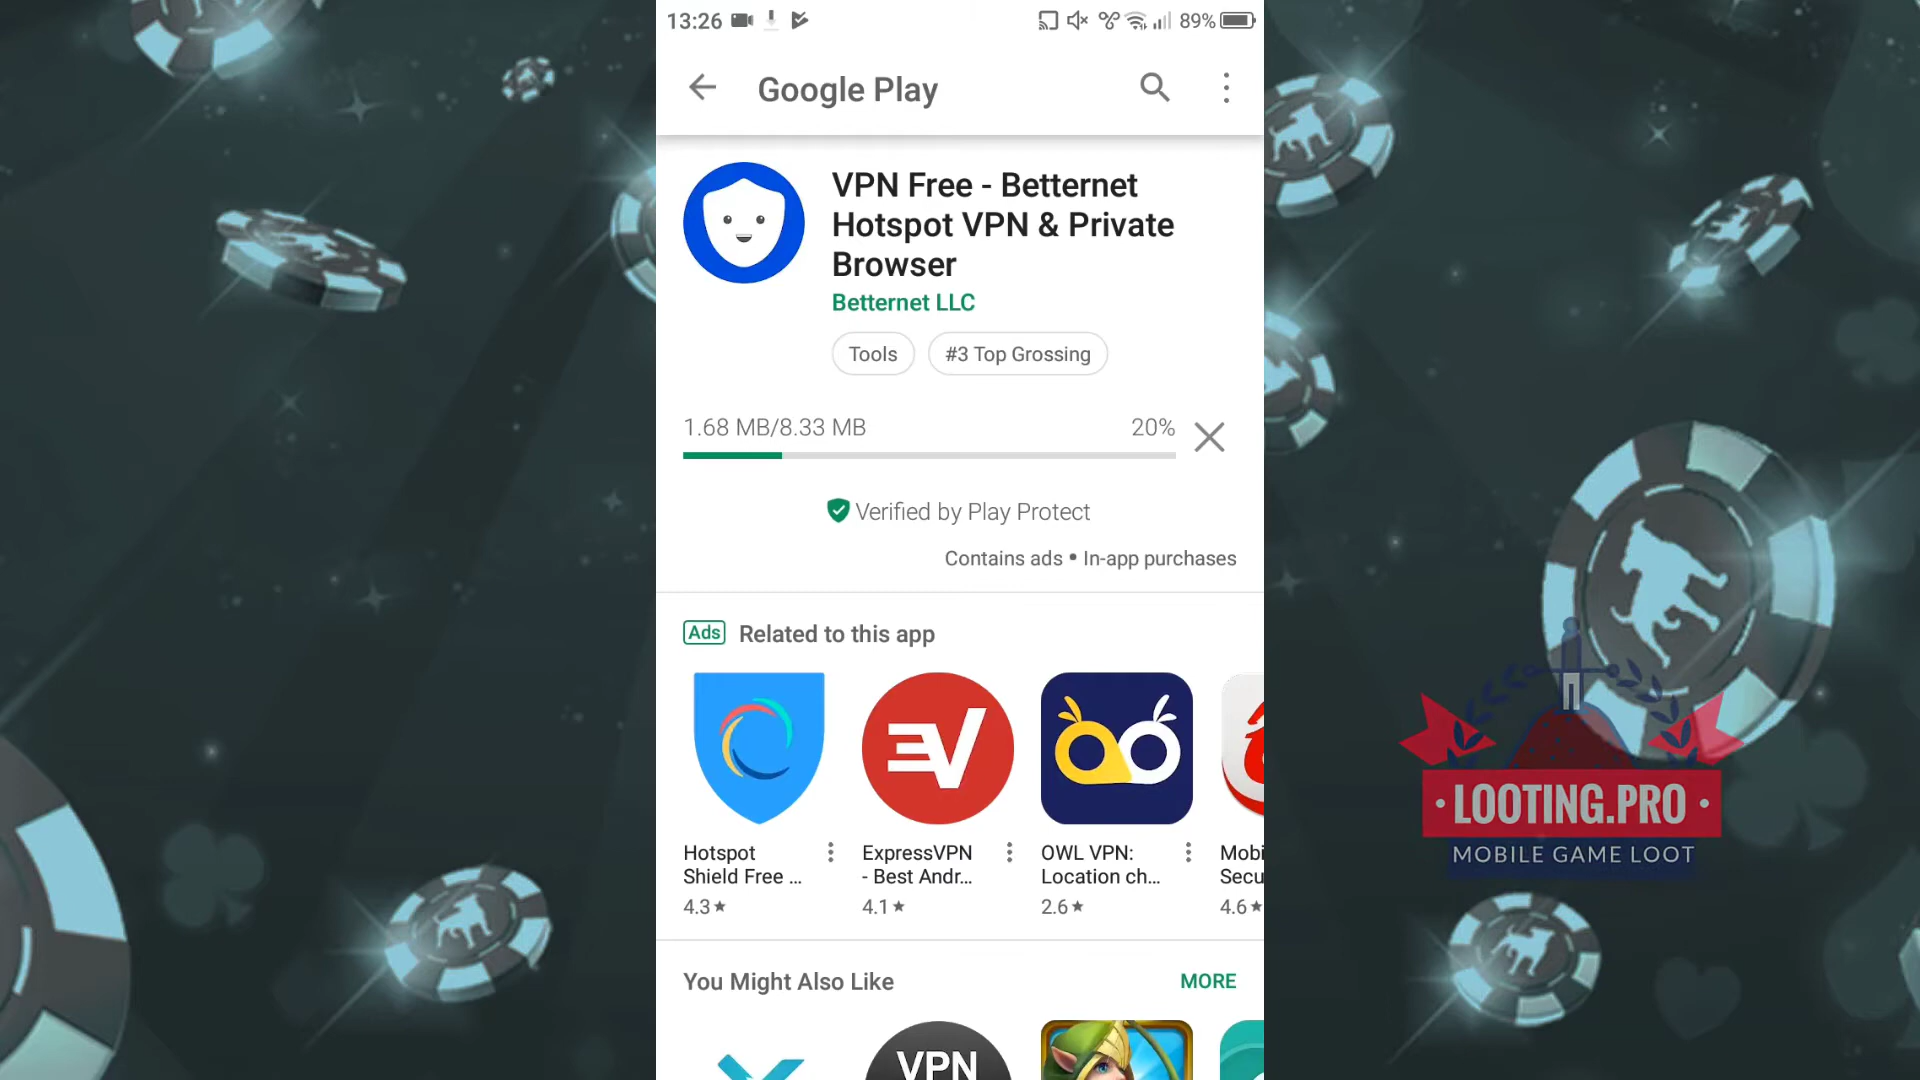 13:26
89%
Google Play
VPN Free - Betternet
Hotspot VPN & Private
Browser
Betternet LLC
Tools
#3 Top Grossing
1.68 MB/8.33 MB
20%
Verified by Play Protect
Contains ads • In-app purchases
Ads Related to this app
EV
Hotspot
Shield Free ...
4.3★
ExpressVPN
- Best Andr...
4.1★
OWL VPN:
Location ch...
2.6★
Mobi
Secu
4.6★
You Might Also Like
MORE
VPN
• LOOTING.PRO •
MOBILE GAME LOOT